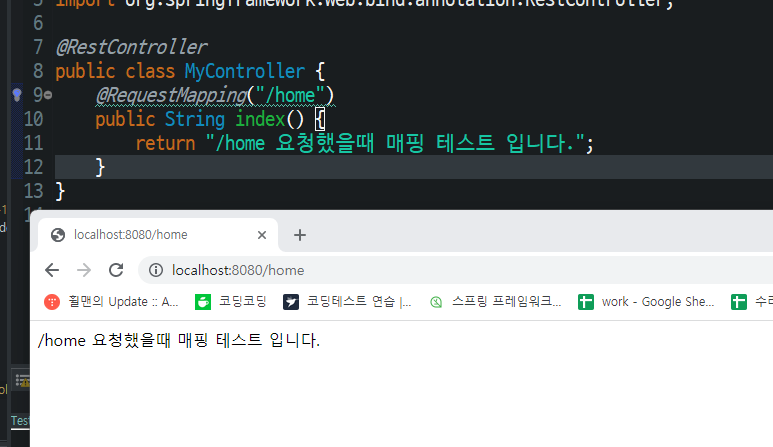 5 import org.springframework.web.bind.annotation.RestController;
6
7 @RestController
8 public class MyController {
9 @RequestMapping("/home")
10 public String index() {
11 return "/home 요청했을때 매핑 테스트 입니다.";
12 }
13 }
localhost:8080/home
localhost:8080/home
휠맨의 Update :: A... 코딩코딩 코딩테스트 연습 |... 스프링 프레임워크... work - Google She...
/home 요청했을때 매핑 테스트 입니다.
Test